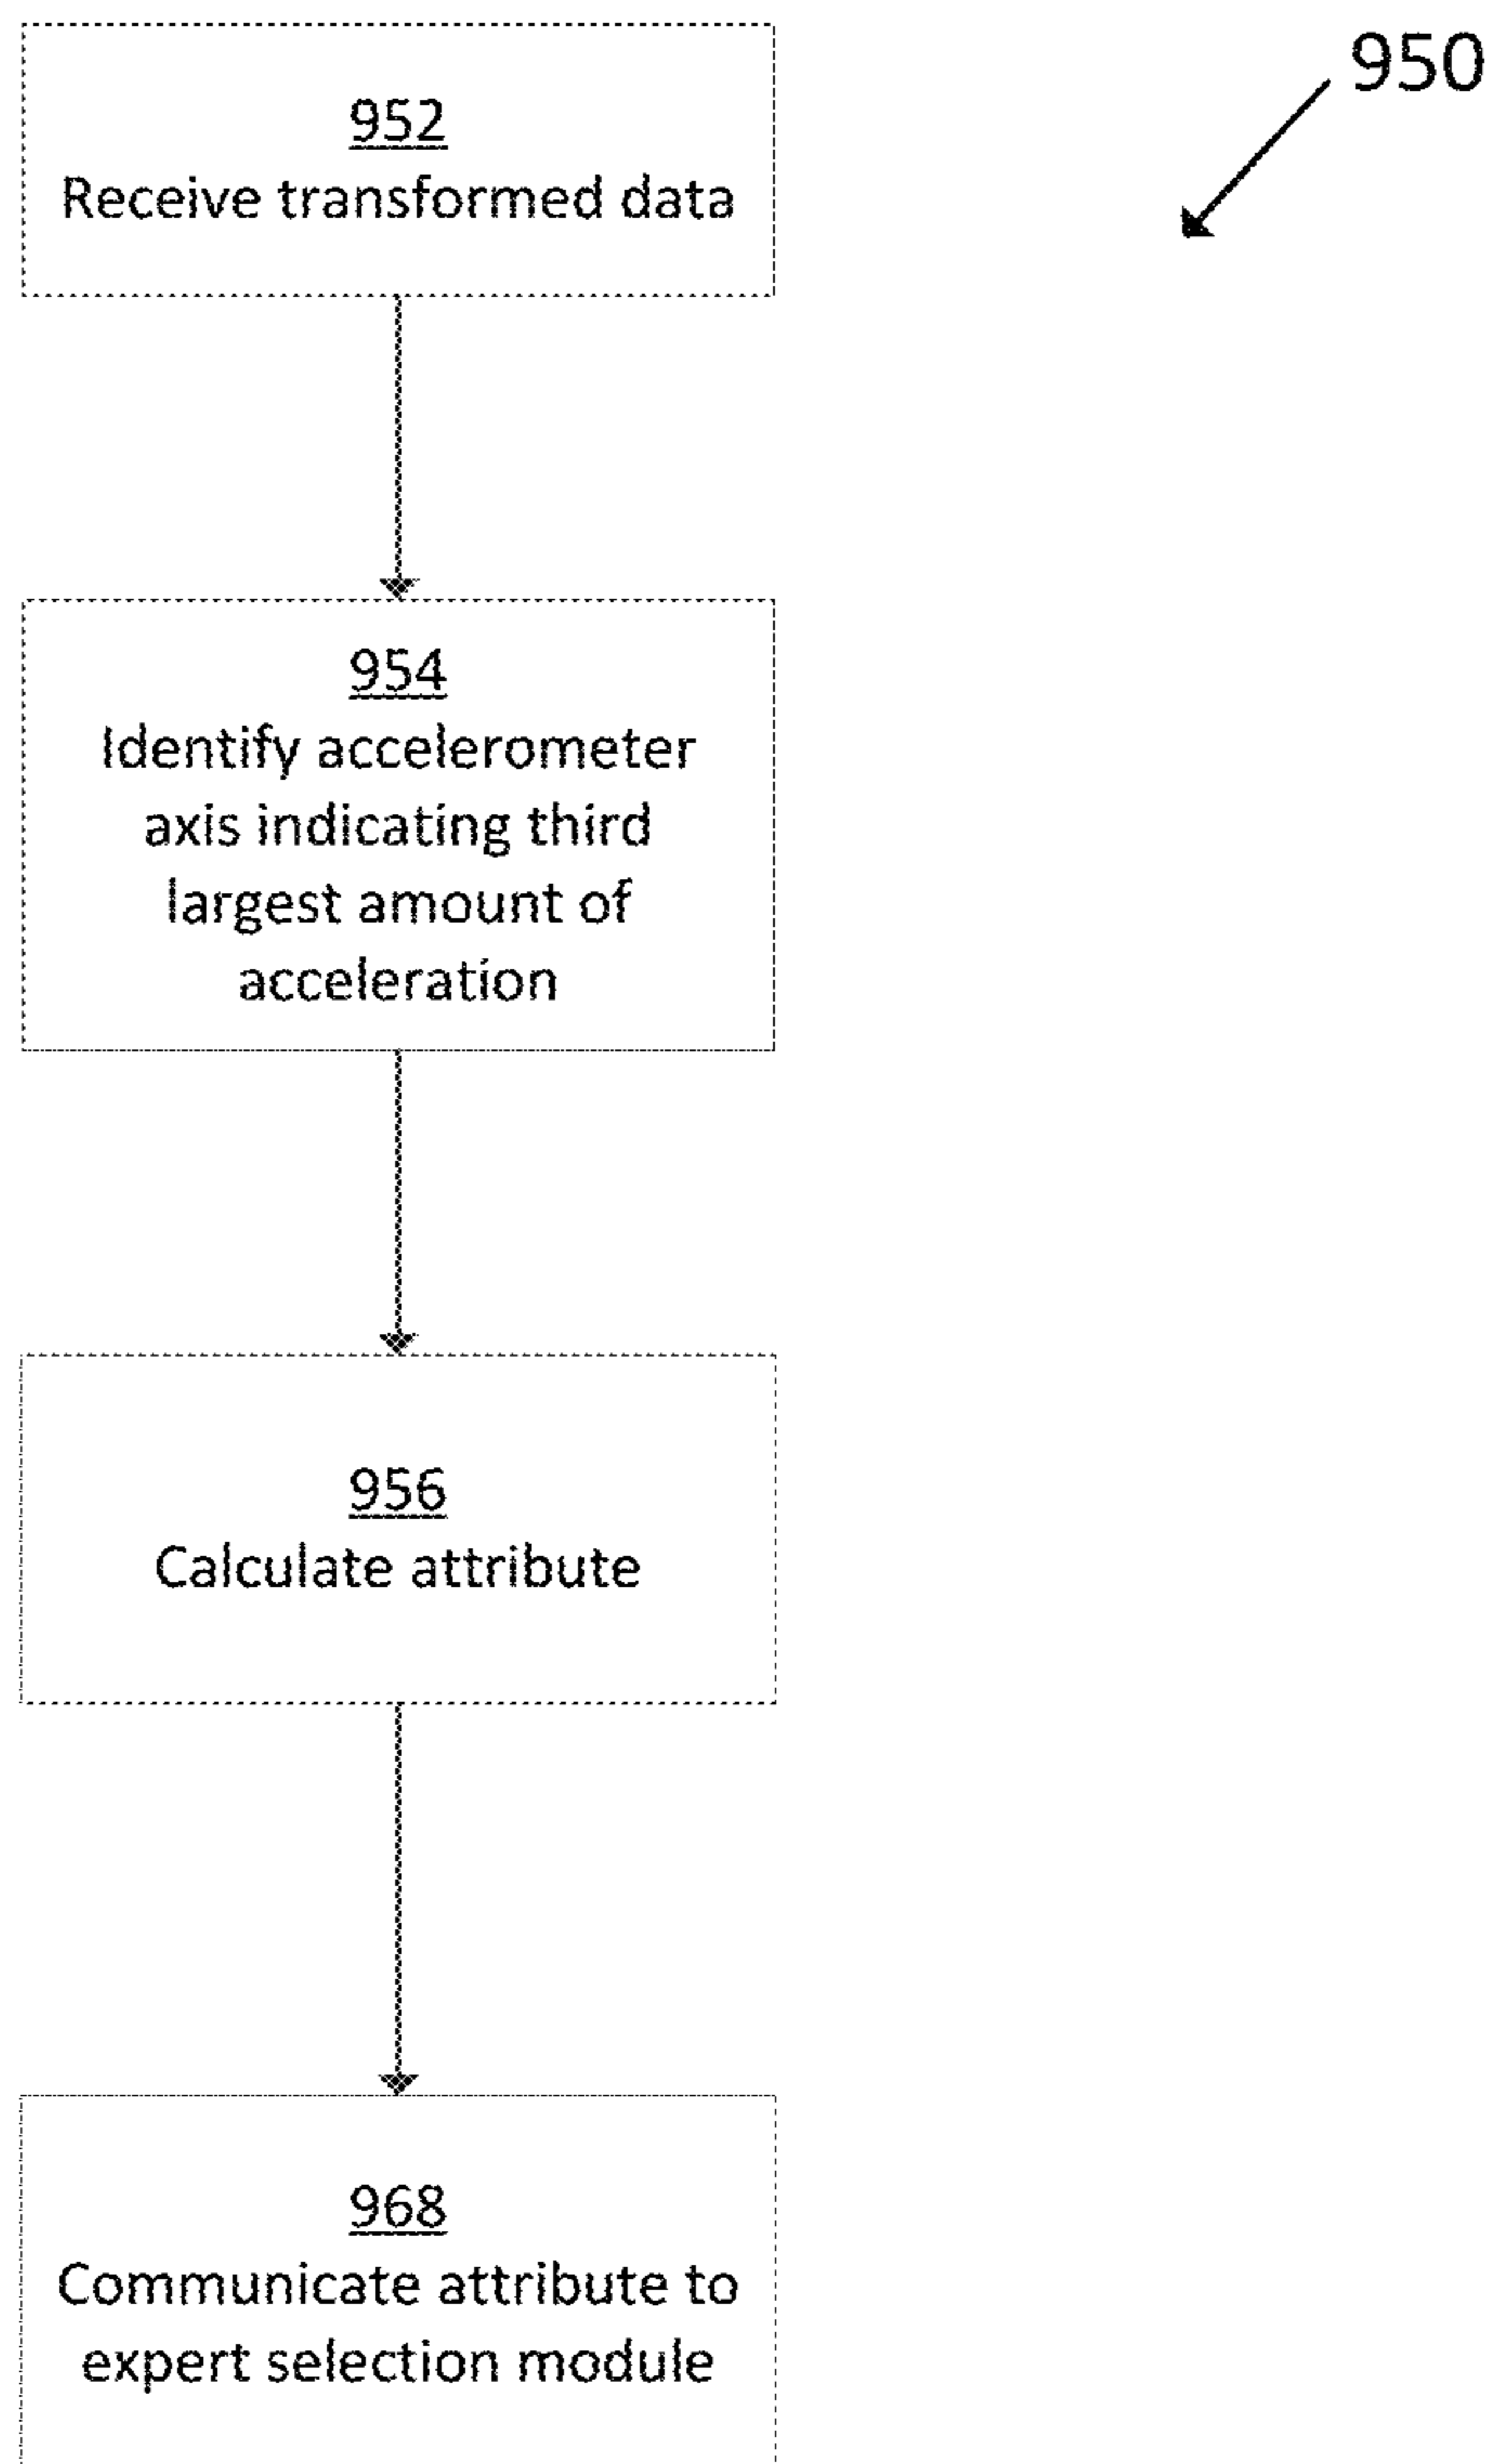 950
952
Receive transformed data
954
Identify accelerometer
axis indicating third
largest amount of
acceleration
956
Calculate attribute
968
Communicate attribute to
expert selection module